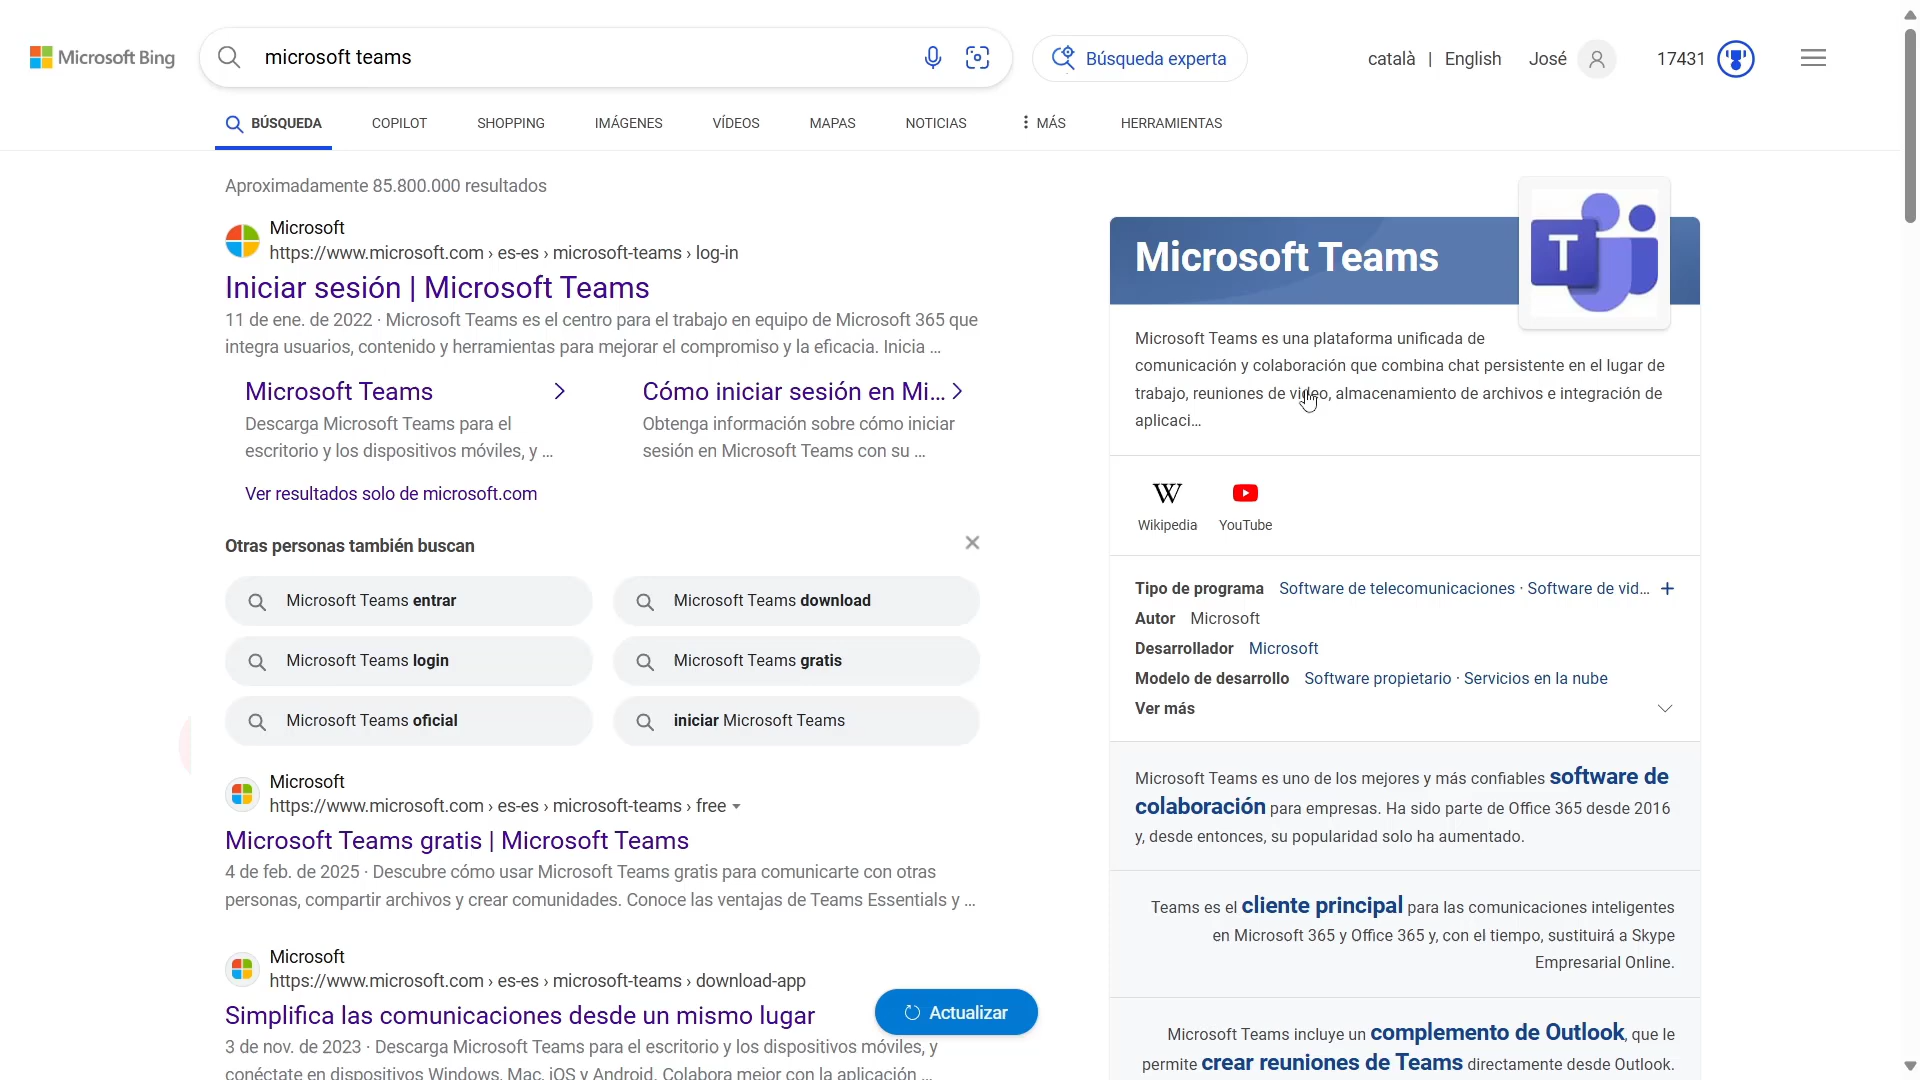 Microsoft Bing
microsoft teams
Búsqueda experta
català | English
José
17431
BÚSQUEDA
COPILOT
SHOPPING
IMÁGENES
VÍDEOS
MAPAS
NOTICIAS
MÁS
HERRAMIENTAS
Aproximadamente 85.800.000 resultados
Microsoft
https://www.microsoft.com › es-es › microsoft-teams › log-in
Iniciar sesión | Microsoft Teams
11 de ene. de 2022 · Microsoft Teams es el centro para el trabajo en equipo de Microsoft 365 que
integra usuarios, contenido y herramientas para mejorar el compromiso y la eficacia. Inicia ...
Microsoft Teams
Descarga Microsoft Teams para el
escritorio y los dispositivos móviles, y ...
Cómo iniciar sesión en Mi...
Obtenga información sobre cómo iniciar
sesión en Microsoft Teams con su ...
Ver resultados solo de microsoft.com
Otras personas también buscan
Microsoft Teams entrar
Microsoft Teams download
Microsoft Teams login
Microsoft Teams gratis
Microsoft Teams oficial
iniciar Microsoft Teams
Microsoft
https://www.microsoft.com › es-es › microsoft-teams › free
Microsoft Teams gratis | Microsoft Teams
4 de feb. de 2025 · Descubre cómo usar Microsoft Teams gratis para comunicarte con otras
personas, compartir archivos y crear comunidades. Conoce las ventajas de Teams Essentials y ...
Microsoft
https://www.microsoft.com › es-es › microsoft-teams › download-app
Simplifica las comunicaciones desde un mismo lugar
3 de nov. de 2023 · Descarga Microsoft Teams para el escritorio y los dispositivos móviles, y
conéctate en dispositivos Windows, Mac, iOS y Android. Colabora mejor con la aplicación ...
Actualizar
Microsoft Teams
T
Microsoft Teams es una plataforma unificada de
comunicación y colaboración que combina chat persistente en el lugar de
trabajo, reuniones de video, almacenamiento de archivos e integración de
aplicaci...
W
Wikipedia
YouTube
Tipo de programa Software de telecomunicaciones · Software de vid...
Autor Microsoft
Desarrollador Microsoft
Modelo de desarrollo Software propietario · Servicios en la nube
Ver más
Microsoft Teams es uno de los mejores y más confiables software de
colaboración para empresas. Ha sido parte de Office 365 desde 2016
y, desde entonces, su popularidad solo ha aumentado.
Teams es el cliente principal para las comunicaciones inteligentes
en Microsoft 365 y Office 365 y, con el tiempo, sustituirá a Skype
Empresarial Online.
Microsoft Teams incluye un complemento de Outlook, que le
permite crear reuniones de Teams directamente desde Outlook.